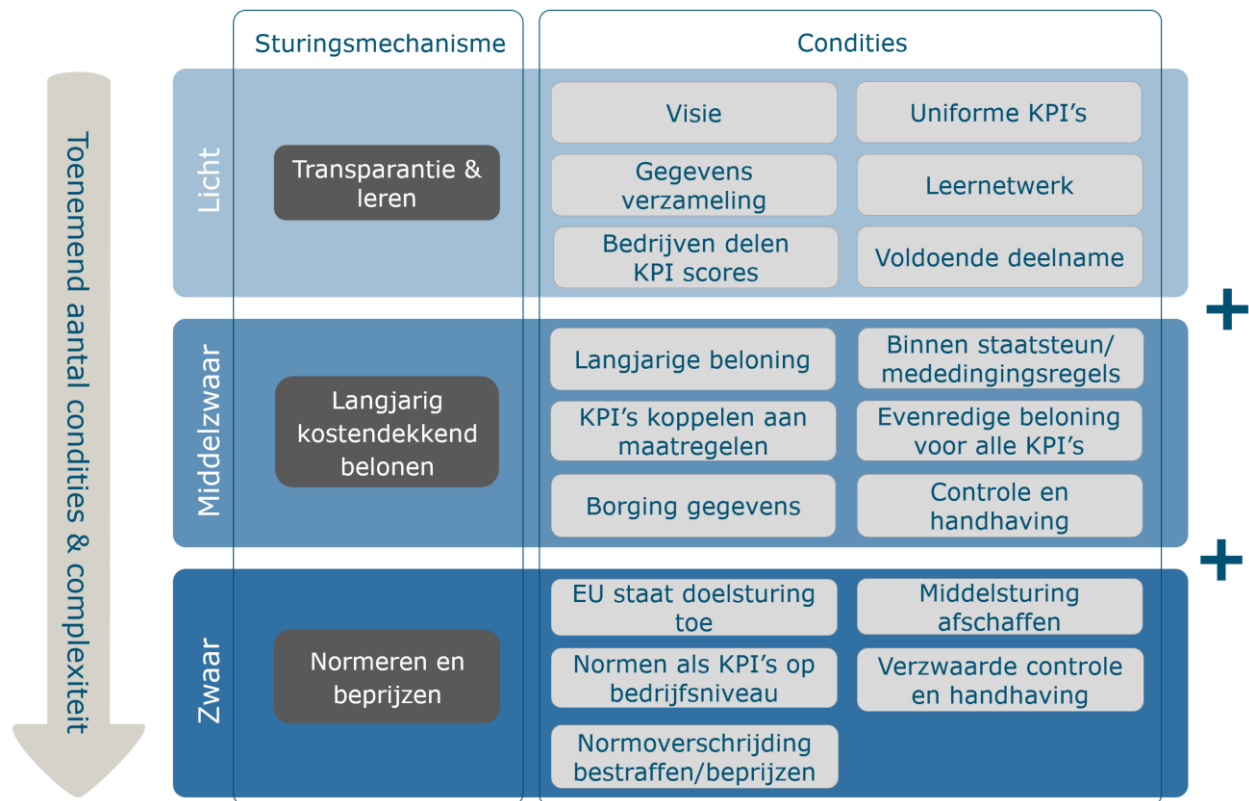 Sturingsmechanisme
Condities
Toenemend aantal condities & complexiteit
Licht
Transparantie &
leren
Visie
Uniforme KPI's
Gegevens
verzameling
Leernetwerk
Bedrijven delen
KPI scores
Voldoende deelname
+
Middelzwaar
Langjarig
kostendekkend
belonen
Langjarige beloning
Binnen staatsteun/
mededingingsregels
KPI's koppelen aan
maatregelen
Evenredige beloning
voor alle KPI's
Borging gegevens
Controle en
handhaving
+
Zwaar
Normeren en
beprijzen
EU staat doelsturing
toe
Middelsturing
afschaffen
Normen als KPI's op
bedrijfsniveau
Verzwaarde controle
en handhaving
Normoverschrijding
bestraffen/beprijzen